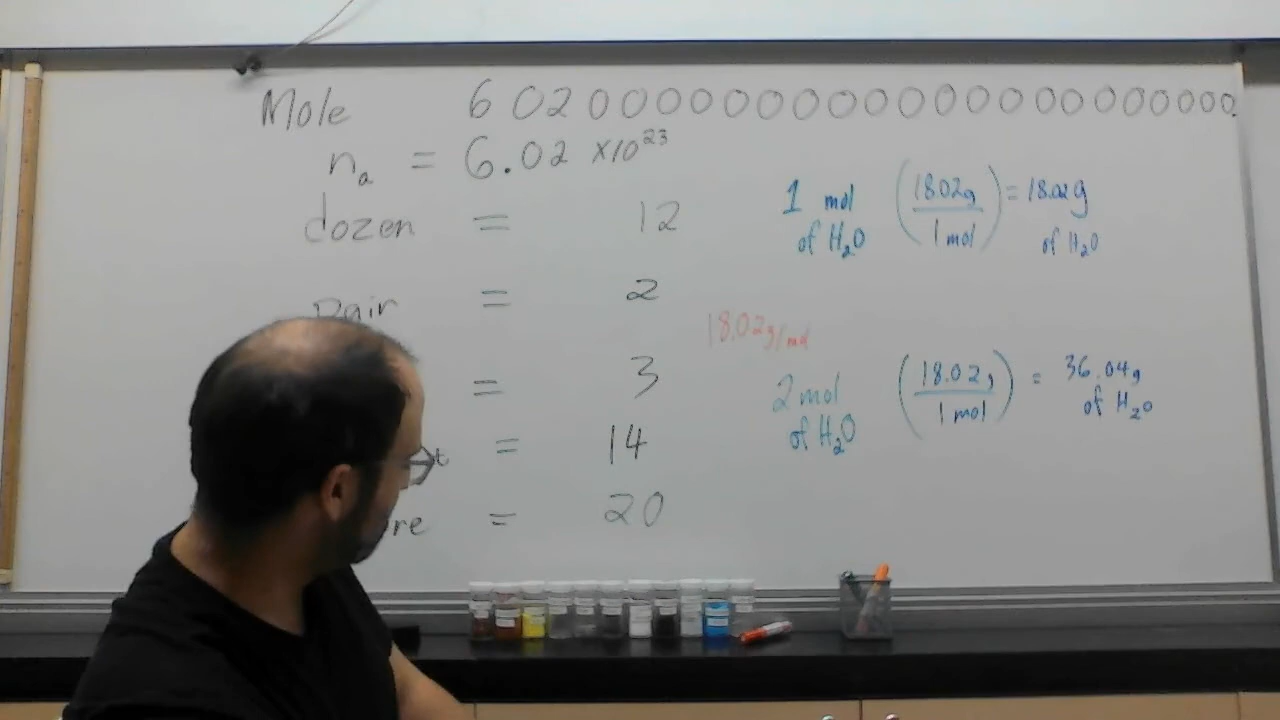 Mole 6 02 0 0 0 0 0 0 0 0 0 0 0 0 0 0 0 0 0 0 0 0 0.
nₐ = 6.02 x10²³
dozen = 12
pair = 2
= 3
= 14
re = 20
1 mol of H₂O (18.02g / 1 mol) = 18.02g of H₂O
18.02g/mol
2 mol of H₂O (18.02g / 1 mol) = 36.04g of H₂O